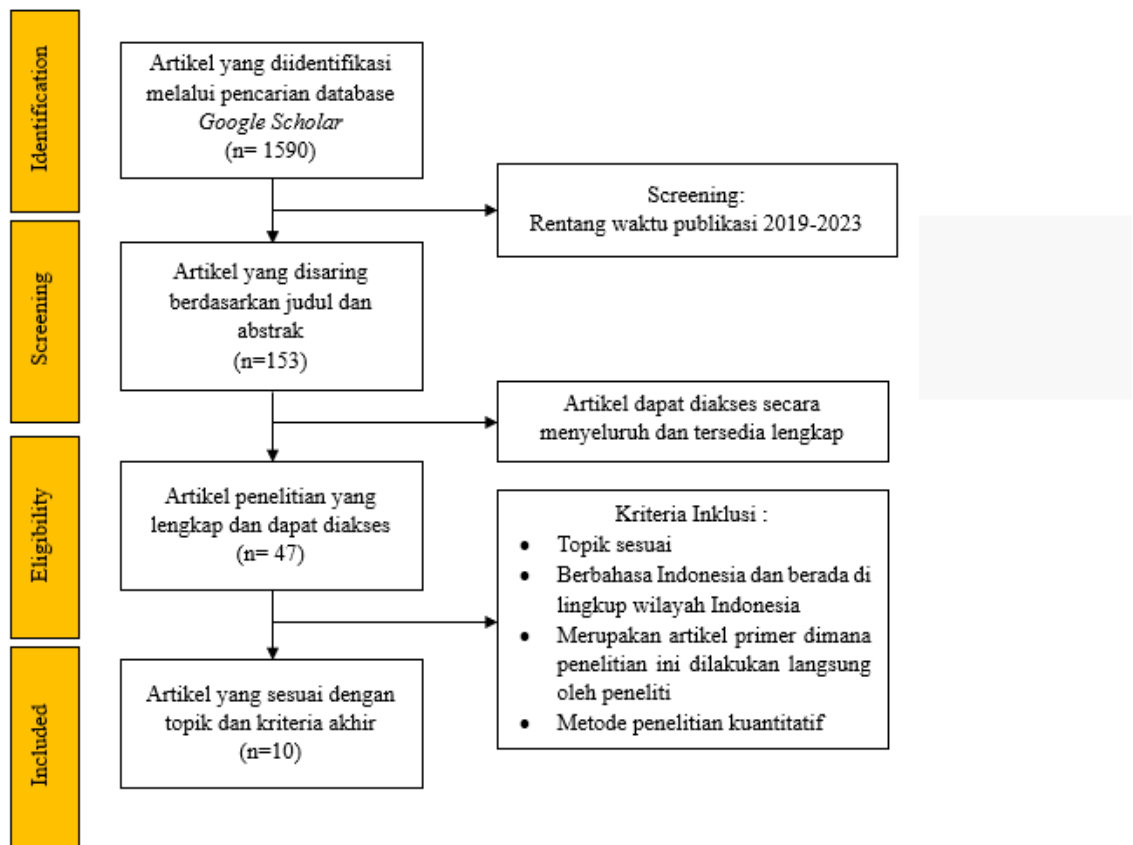 Identification
Artikel yang diidentifikasi
melalui pencarian database
Google Scholar
(n= 1590)
Screening:
Rentang waktu publikasi 2019-2023
Screening
Artikel yang disaring
berdasarkan judul dan
abstrak
(n=153)
Artikel dapat diakses secara
menyeluruh dan tersedia lengkap
Eligibility
Artikel penelitian yang
lengkap dan dapat diakses
(n= 47)
Kriteria Inklusi :
• Topik sesuai
• Berbahasa Indonesia dan berada di
lingkup wilayah Indonesia
• Merupakan artikel primer dimana
penelitian ini dilakukan langsung
oleh peneliti
• Metode penelitian kuantitatif
Included
Artikel yang sesuai dengan
topik dan kriteria akhir
(n=10)